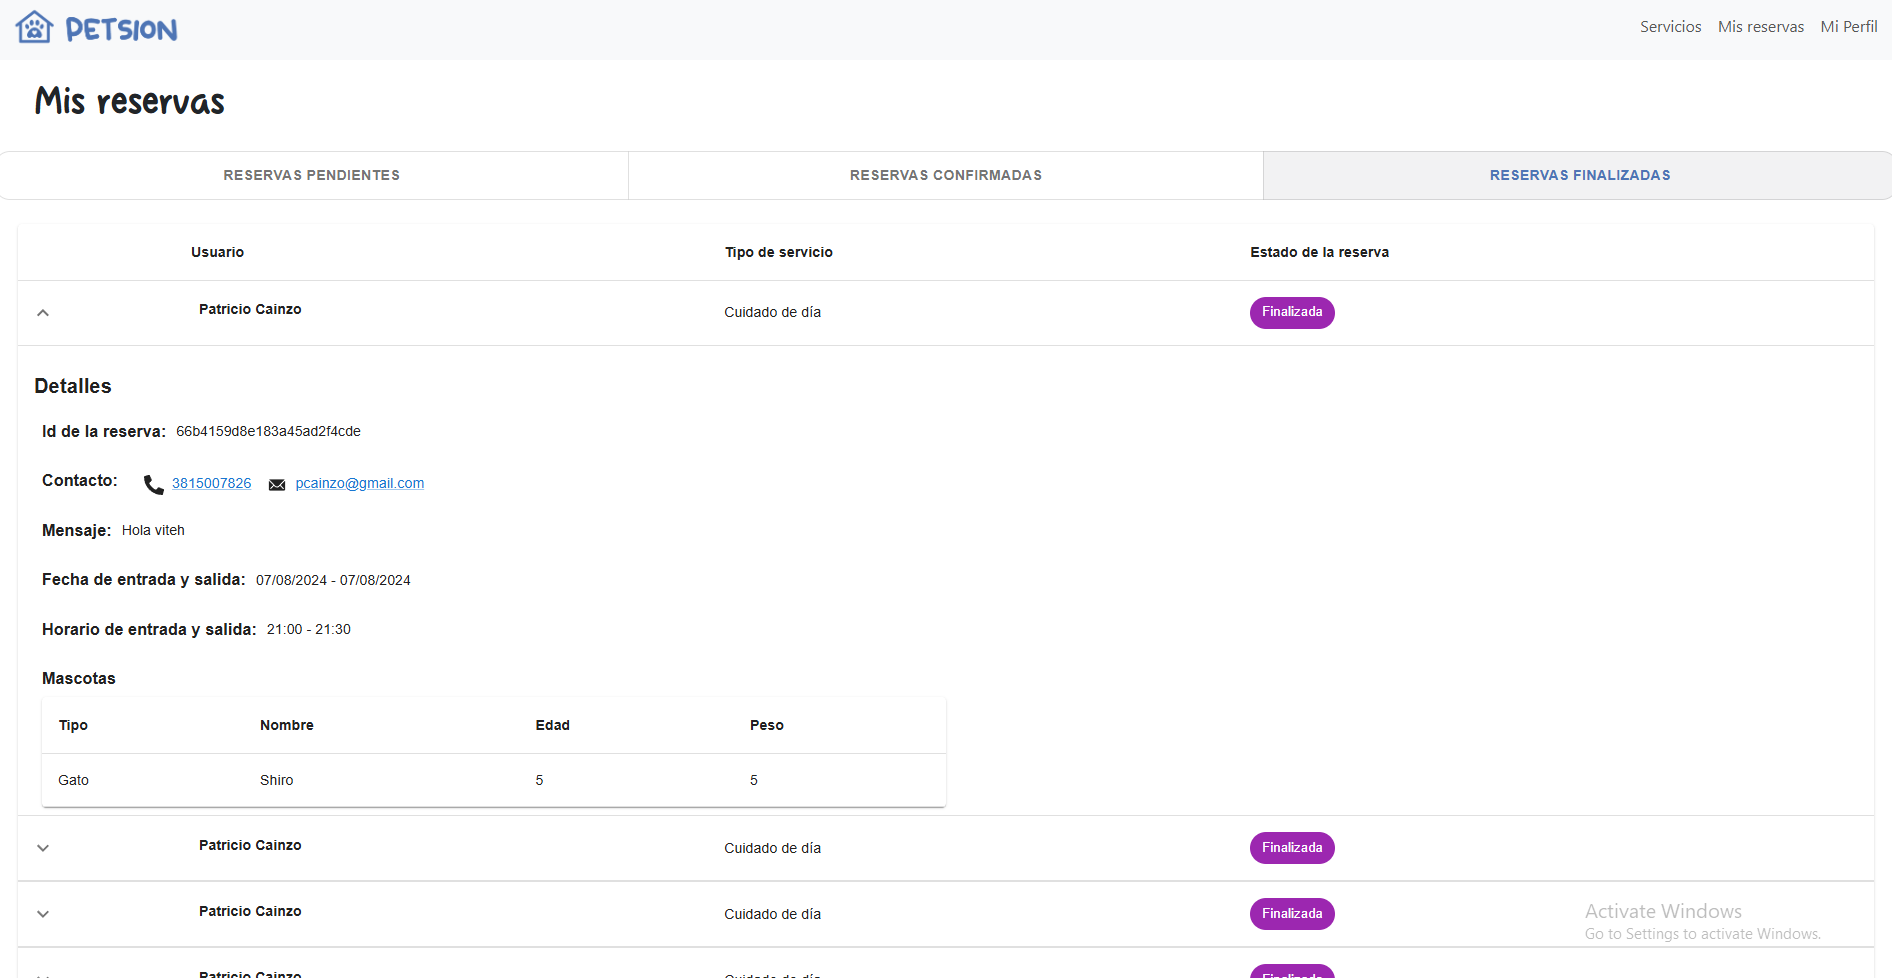 PETSION
Servicios Mis reservas Mi Perfil
Mis reservas
RESERVAS PENDIENTES RESERVAS CONFIRMADAS RESERVAS FINALIZADAS
Usuario Tipo de servicio Estado de la reserva
Patricio Cainzo Cuidado de día Finalizada
Detalles
Id de la reserva: 66b4159d8e183a45ad2f4cde
Contacto: 3815007826 pcainzo@gmail.com
Mensaje: Hola viteh
Fecha de entrada y salida: 07/08/2024 - 07/08/2024
Horario de entrada y salida: 21:00 - 21:30
Mascotas
Tipo Nombre Edad Peso
Gato Shiro 5 5
Patricio Cainzo Cuidado de día Finalizada
Patricio Cainzo Cuidado de día Finalizada
Activate Windows
Go to Settings to activate Windows.
Patricio Cainzo Cuidado de día Finalizada